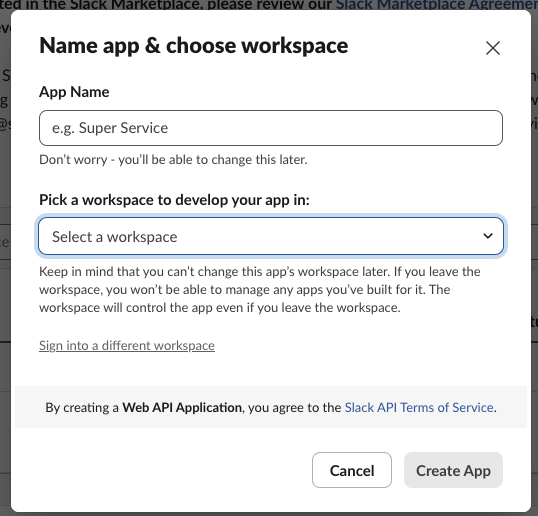 ted in the Slack Marketplace, please review our Slack Marketplace Agreemen
Name app & choose workspace
App Name
e.g. Super Service
Don't worry - you'll be able to change this later.
Pick a workspace to develop your app in:
Select a workspace
Keep in mind that you can't change this app's workspace later. If you leave the
workspace, you won't be able to manage any apps you've built for it. The
workspace will control the app even if you leave the workspace.
Sign into a different workspace
By creating a Web API Application, you agree to the Slack API Terms of Service.
Cancel
Create App